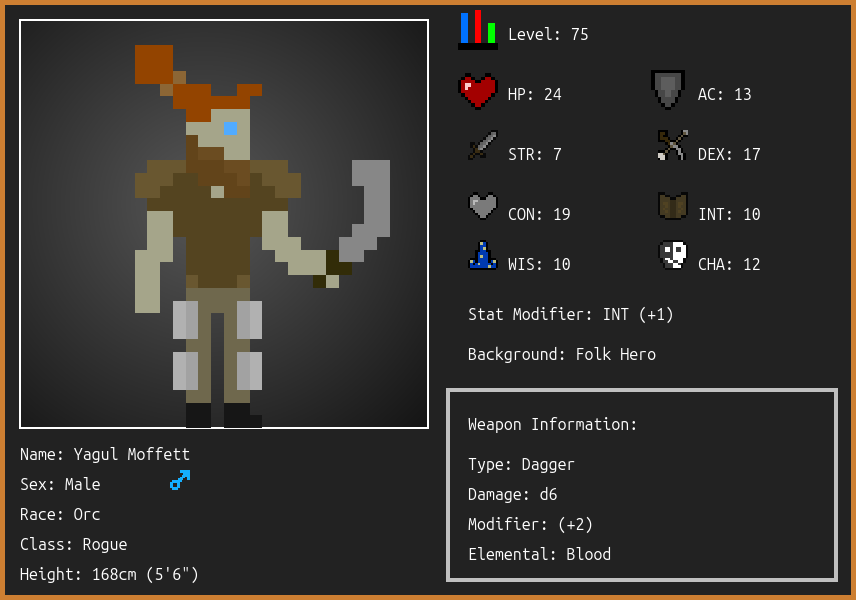 Level: 75
HP: 24
AC: 13
STR: 7
DEX: 17
CON: 19
INT: 10
WIS: 10
CHA: 12
Stat Modifier: INT (+1)
Background: Folk Hero
Weapon Information:
Type: Dagger
Damage: d6
Modifier: (+2)
Elemental: Blood
Name: Yagul Moffett
Sex: Male
Race: Orc
Class: Rogue
Height: 168cm (5'6")